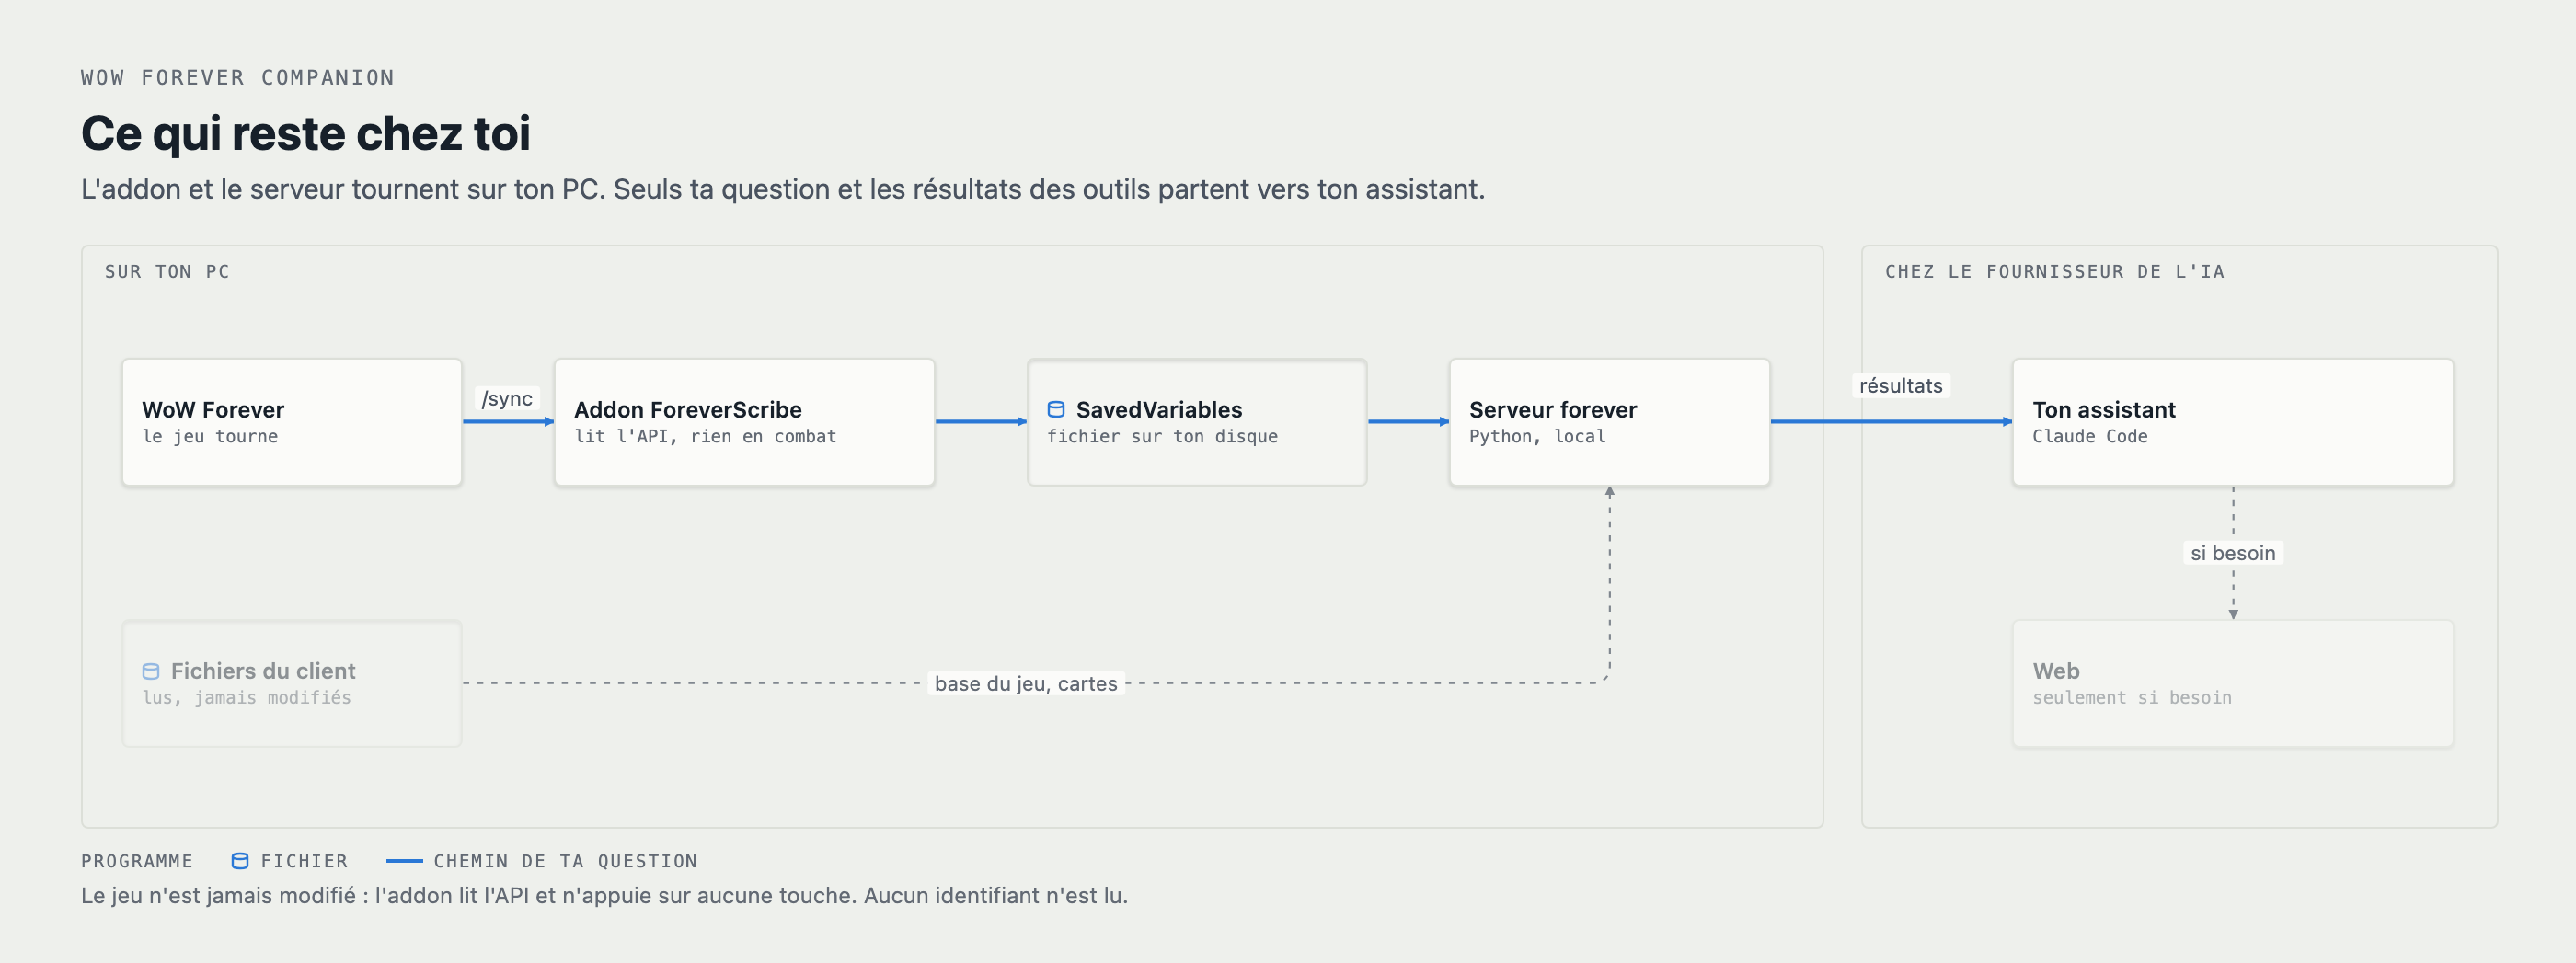 WOW FOREVER COMPANION
Ce qui reste chez toi
L'addon et le serveur tournent sur ton PC. Seuls ta question et les résultats des outils partent vers ton assistant.
SUR TON PC
CHEZ LE FOURNISSEUR DE L'IA
WoW Forever
le jeu tourne
/sync
Addon ForeverScribe
lit l'API, rien en combat
SavedVariables
fichier sur ton disque
Serveur forever
Python, local
résultats
Ton assistant
Claude Code
si besoin
Fichiers du client
lus, jamais modifiés
base du jeu, cartes
Web
seulement si besoin
PROGRAMME FICHIER CHEMIN DE TA QUESTION
Le jeu n'est jamais modifié : l'addon lit l'API et n'appuie sur aucune touche. Aucun identifiant n'est lu.